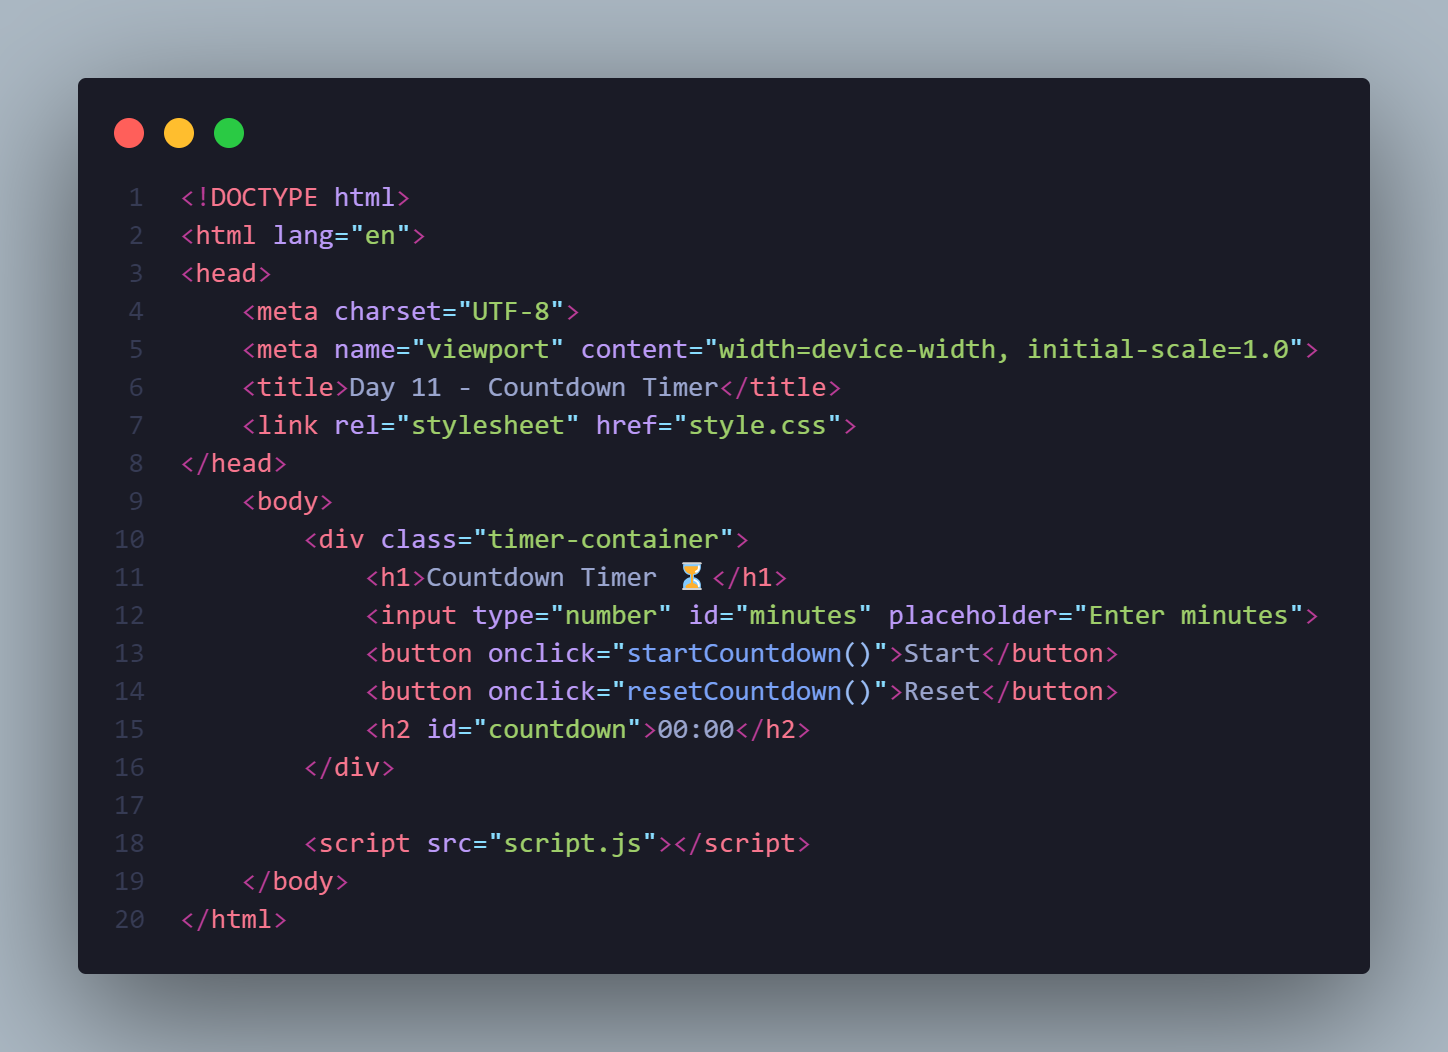 1 <!DOCTYPE html>
2 <html lang="en">
3 <head>
4     <meta charset="UTF-8">
5     <meta name="viewport" content="width=device-width, initial-scale=1.0">
6     <title>Day 11 - Countdown Timer</title>
7     <link rel="stylesheet" href="style.css">
8 </head>
9     <body>
10         <div class="timer-container">
11             <h1>Countdown Timer ⏳</h1>
12             <input type="number" id="minutes" placeholder="Enter minutes">
13             <button onclick="startCountdown()">Start</button>
14             <button onclick="resetCountdown()">Reset</button>
15             <h2 id="countdown">00:00</h2>
16         </div>
17
18         <script src="script.js"></script>
19     </body>
20 </html>